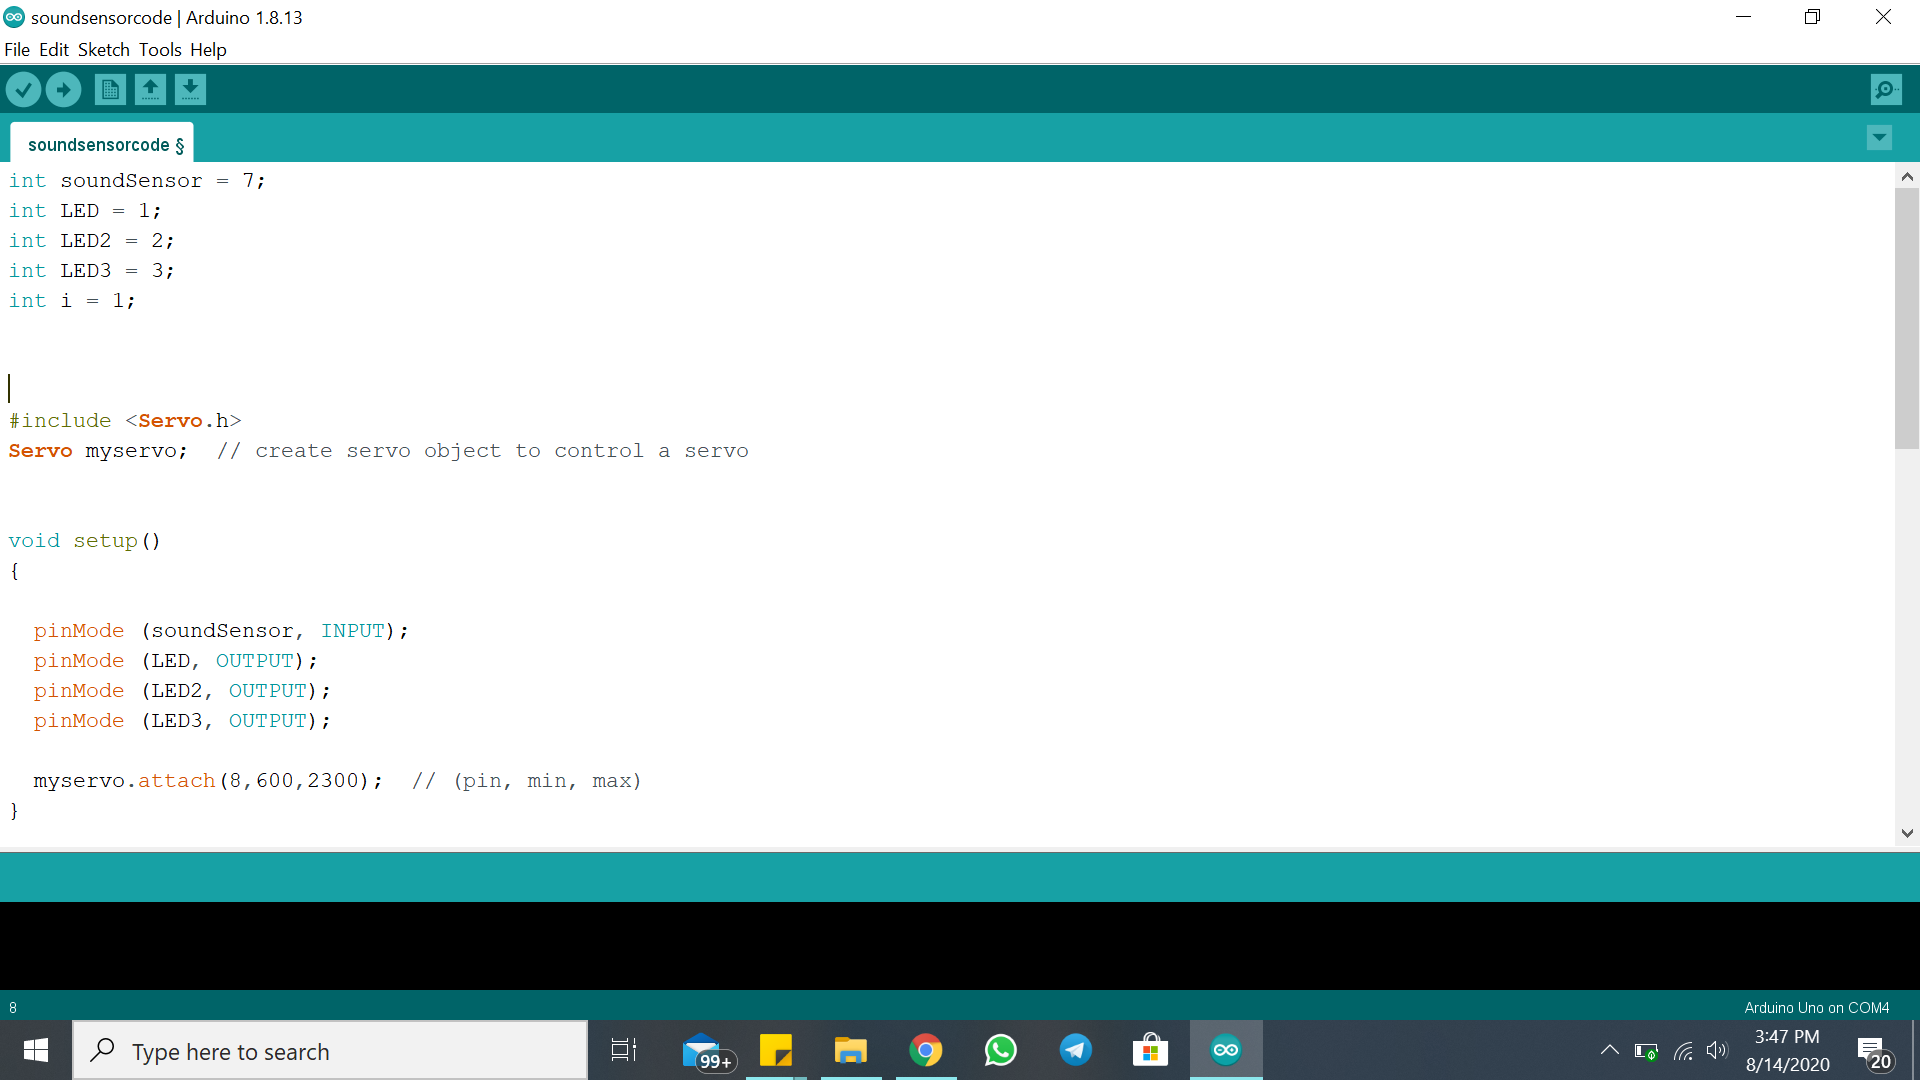 soundsensorcode | Arduino 1.8.13
File Edit Sketch Tools Help
soundsensorcode §
int soundSensor = 7;
int LED = 1;
int LED2 = 2;
int LED3 = 3;
int i = 1;
#include <Servo.h>
Servo myservo;  // create servo object to control a servo
void setup()
{
pinMode (soundSensor, INPUT);
pinMode (LED, OUTPUT);
pinMode (LED2, OUTPUT);
pinMode (LED3, OUTPUT);
myservo.attach(8,600,2300);  // (pin, min, max)
}
8
Arduino Uno on COM4
Type here to search
99+
3:47 PM
8/14/2020
20